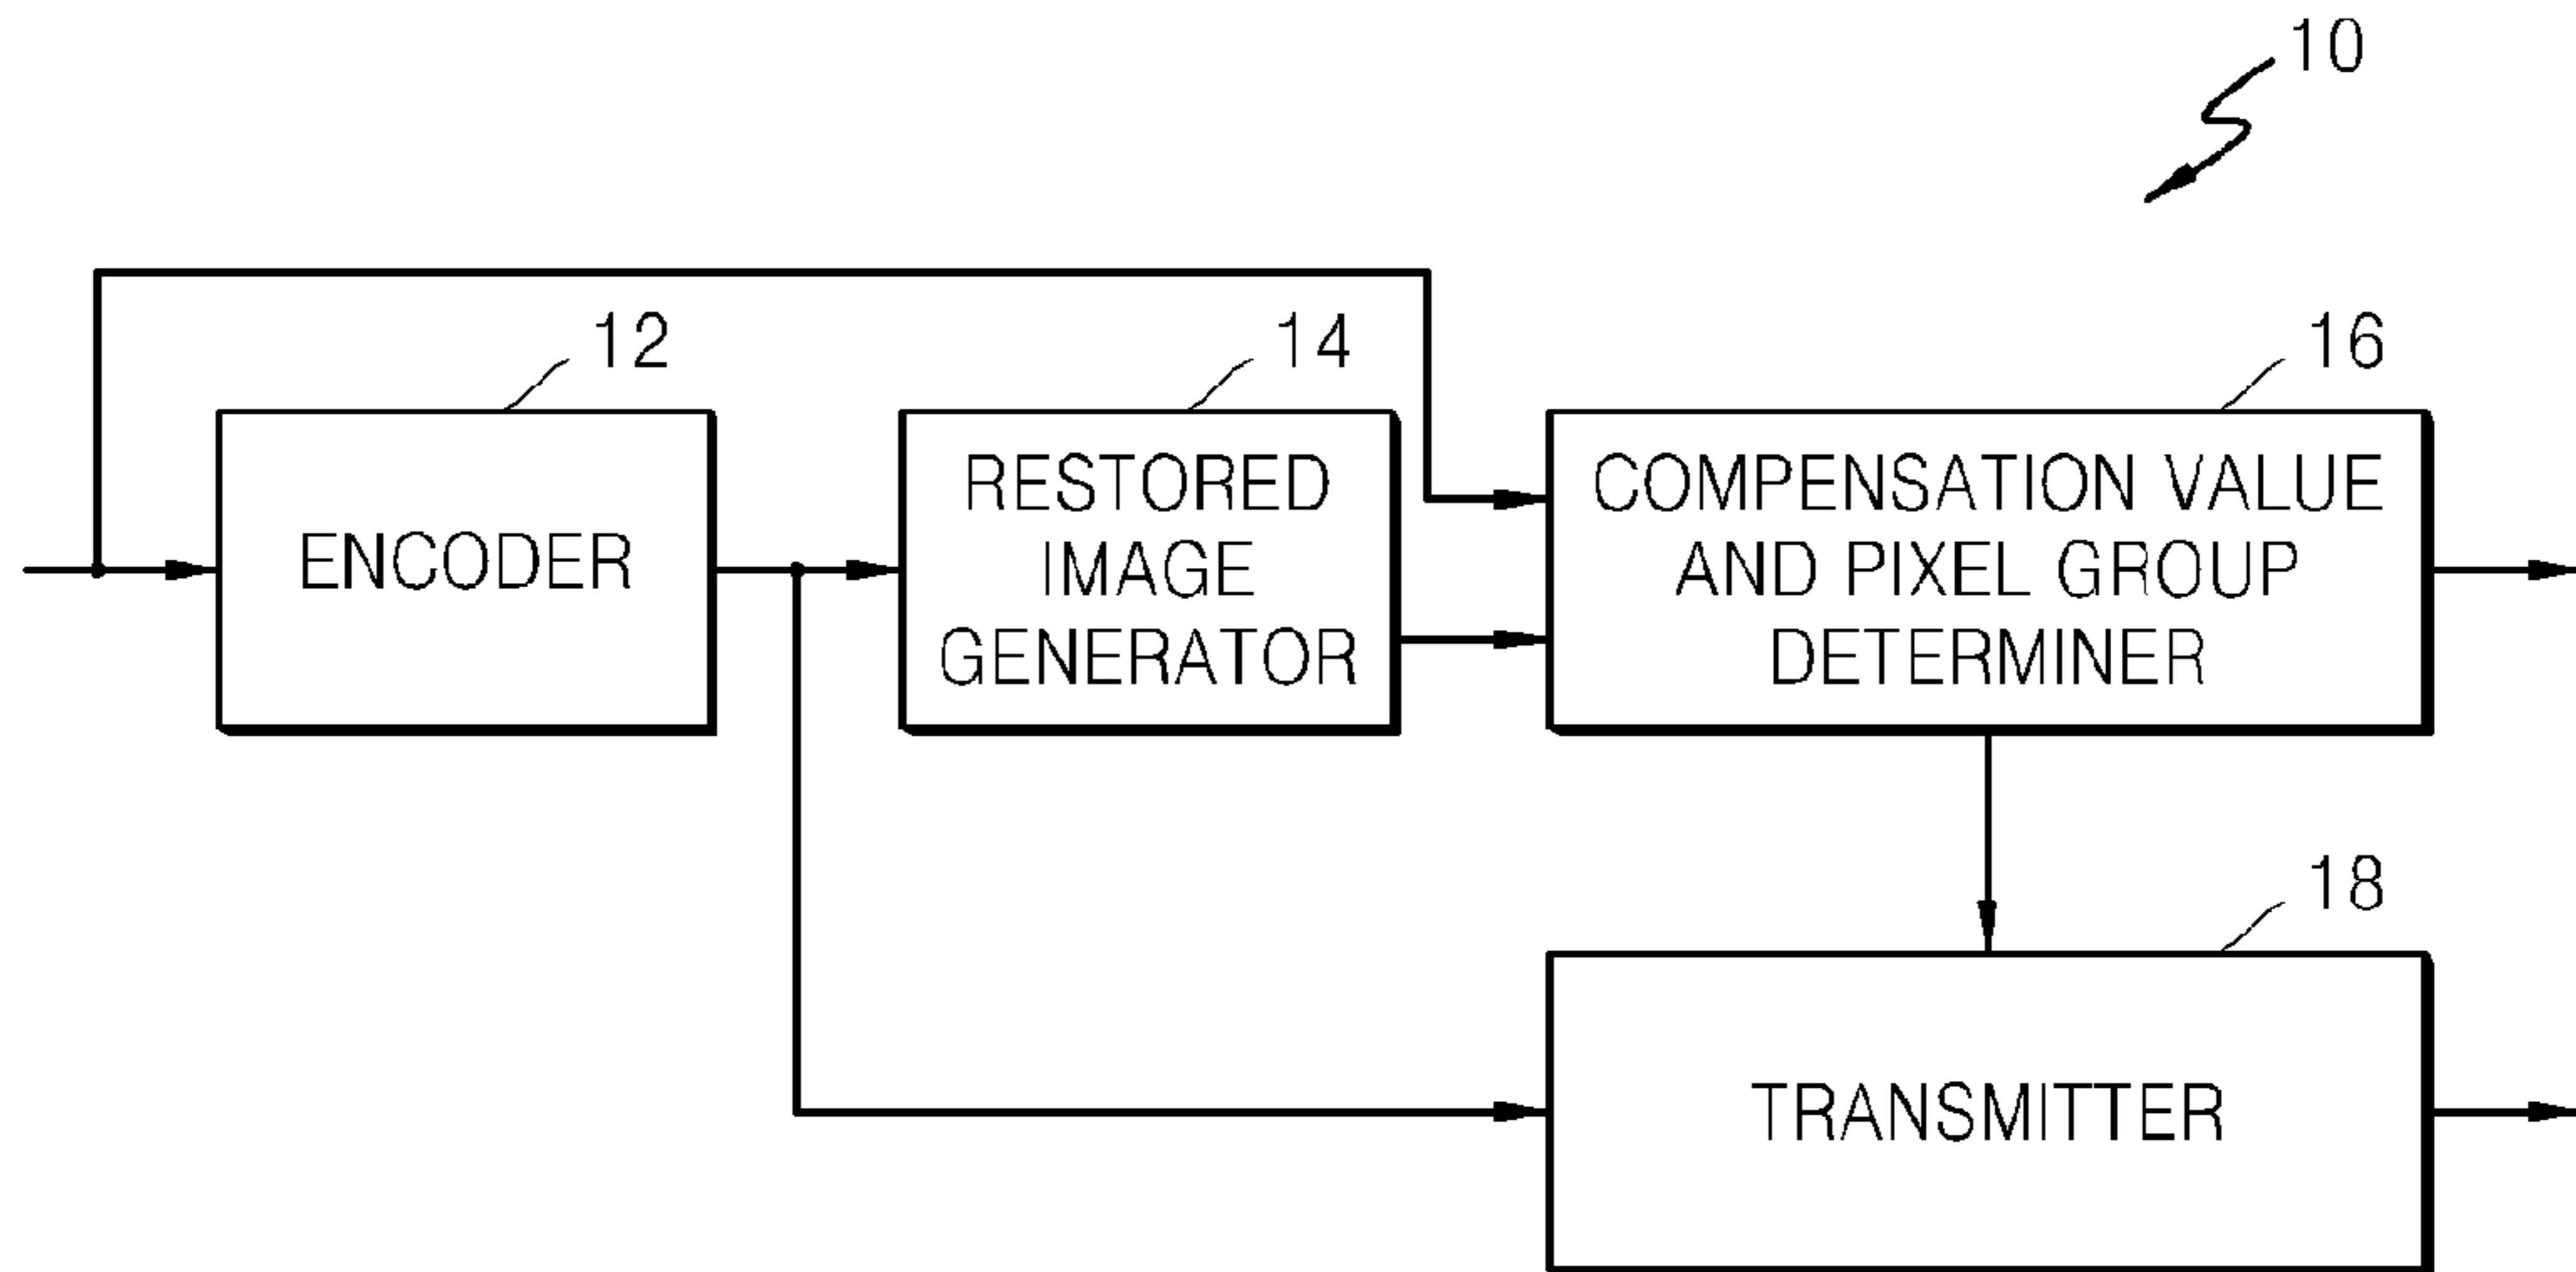 10
12
14
16
ENCODER
RESTORED
IMAGE
GENERATOR
COMPENSATION VALUE
AND PIXEL GROUP
DETERMINER
18
TRANSMITTER